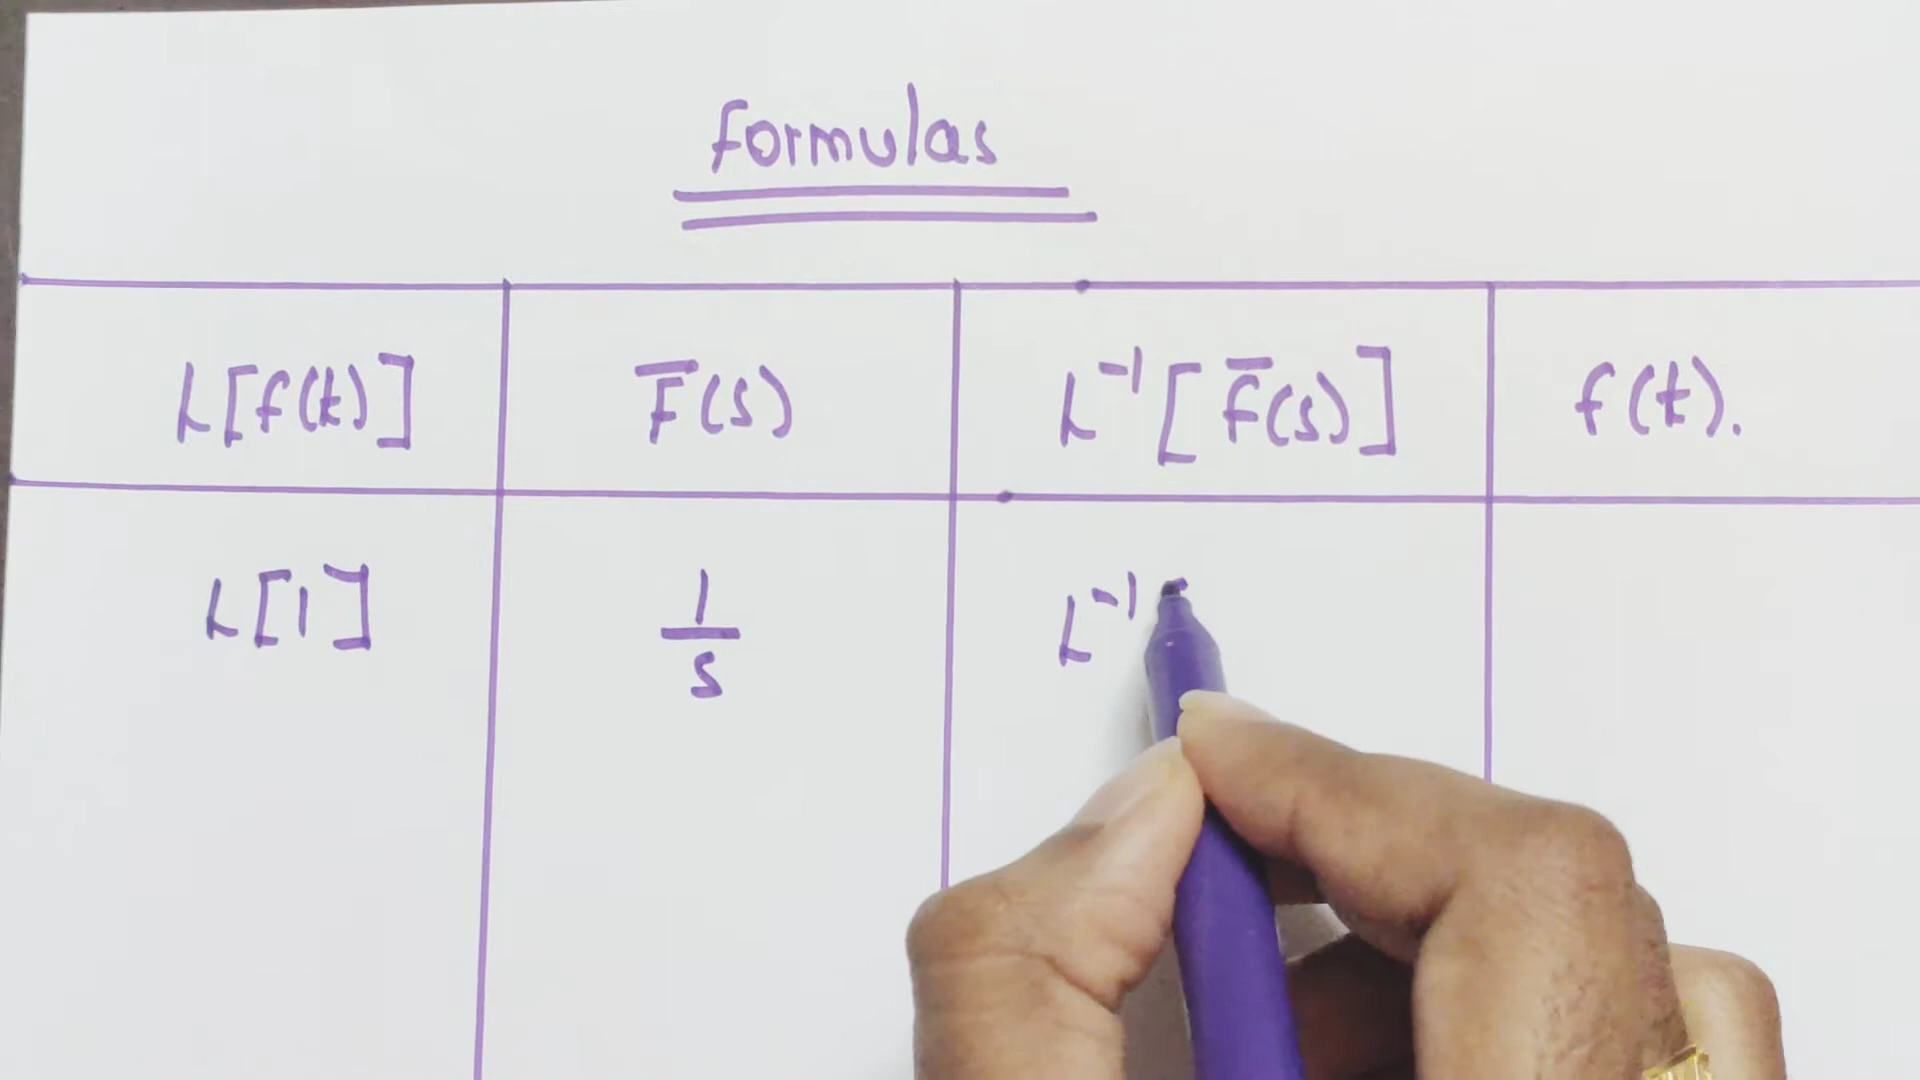 formulas
L[f(t)] F̅(s) L⁻¹[F̅(s)] f(t).
L[1] 1/s L⁻¹